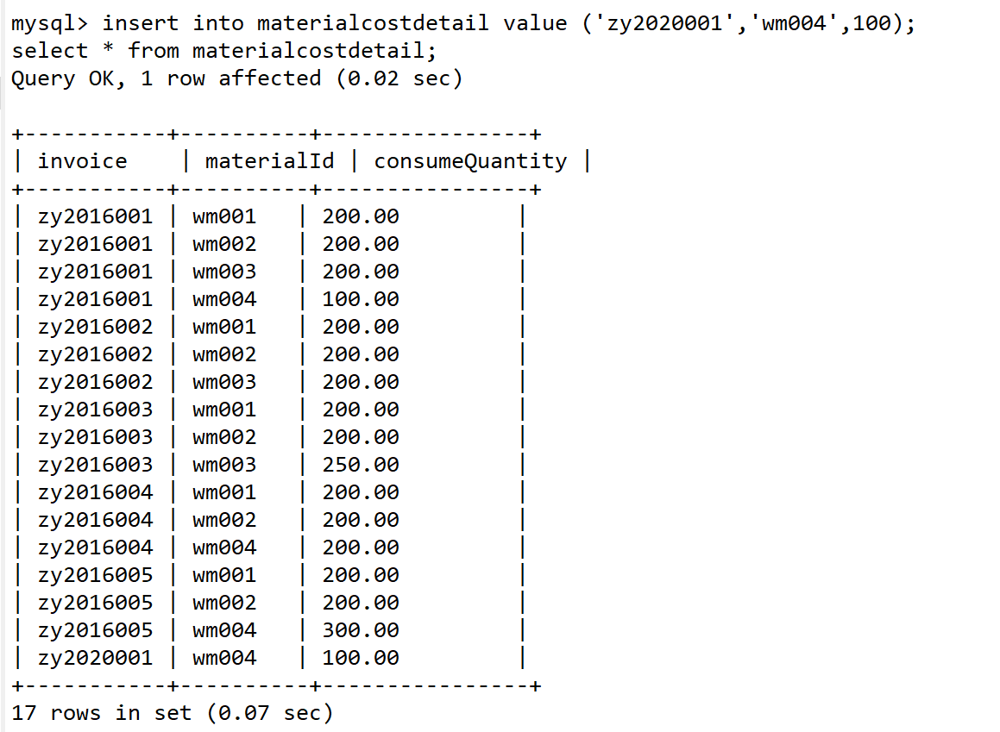 mysql> insert into materialcostdetail value ('zy2020001','wm004',100);
select * from materialcostdetail;
Query OK, 1 row affected (0.02 sec)

+-----------+----------+----------------+
| invoice    | materialId | consumeQuantity |
+-----------+----------+----------------+
| zy2016001 | wm001   | 200.00         |
| zy2016001 | wm002   | 200.00         |
| zy2016001 | wm003   | 200.00         |
| zy2016001 | wm004   | 100.00         |
| zy2016002 | wm001   | 200.00         |
| zy2016002 | wm002   | 200.00         |
| zy2016002 | wm003   | 200.00         |
| zy2016003 | wm001   | 200.00         |
| zy2016003 | wm002   | 200.00         |
| zy2016003 | wm003   | 250.00         |
| zy2016004 | wm001   | 200.00         |
| zy2016004 | wm002   | 200.00         |
| zy2016004 | wm004   | 200.00         |
| zy2016005 | wm001   | 200.00         |
| zy2016005 | wm002   | 200.00         |
| zy2016005 | wm004   | 300.00         |
| zy2020001 | wm004   | 100.00         |
+-----------+----------+----------------+
17 rows in set (0.07 sec)